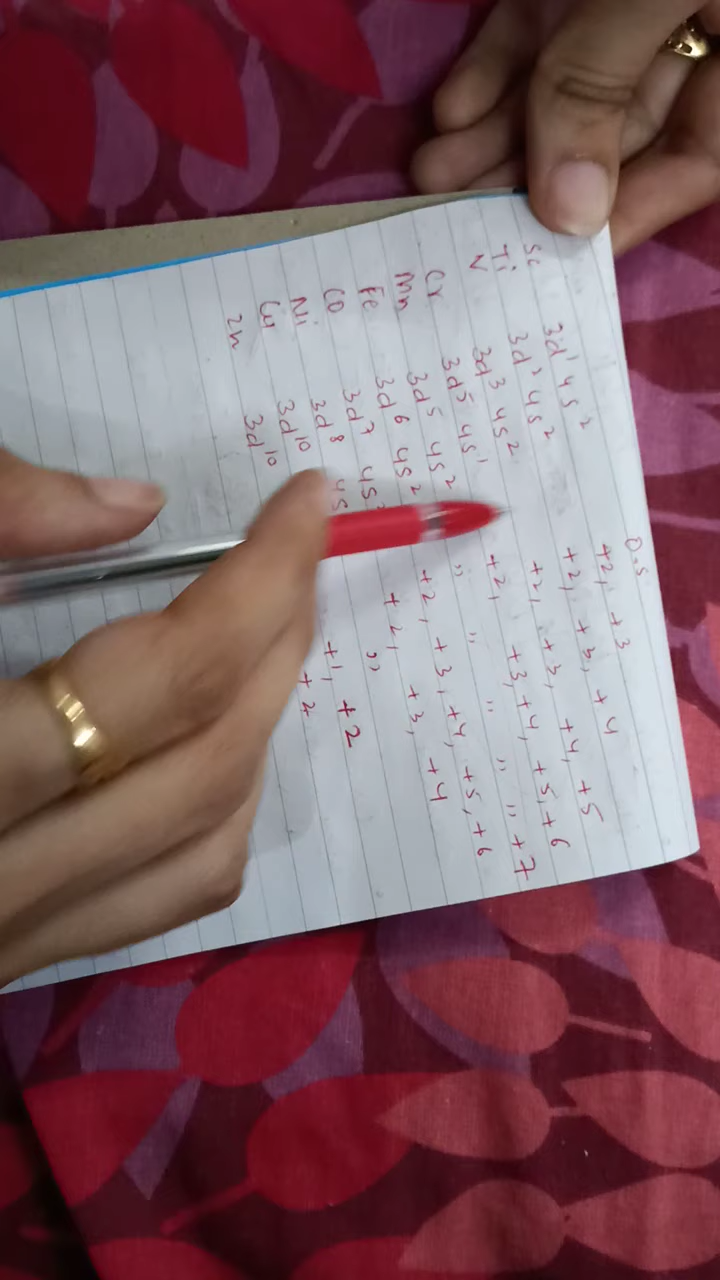 O.S
Sc 3d¹ 4s² +2, +3
Ti 3d² 4s² +2, +3, +4
V 3d³ 4s² +2, +3, +4, +5
Cr 3d⁵ 4s¹ +2, +3, +4, +5, +6
Mn 3d⁵ 4s² ,, ,, ,, ,, ,, +7
Fe 3d⁶ 4s² +2, +3, +4, +5, +6
CO 3d⁷ 4s² +2, +3, +4
Ni 3d⁸ 4s ,,
Cu 3d¹⁰ +1, +2
Zn 3d¹⁰ +2